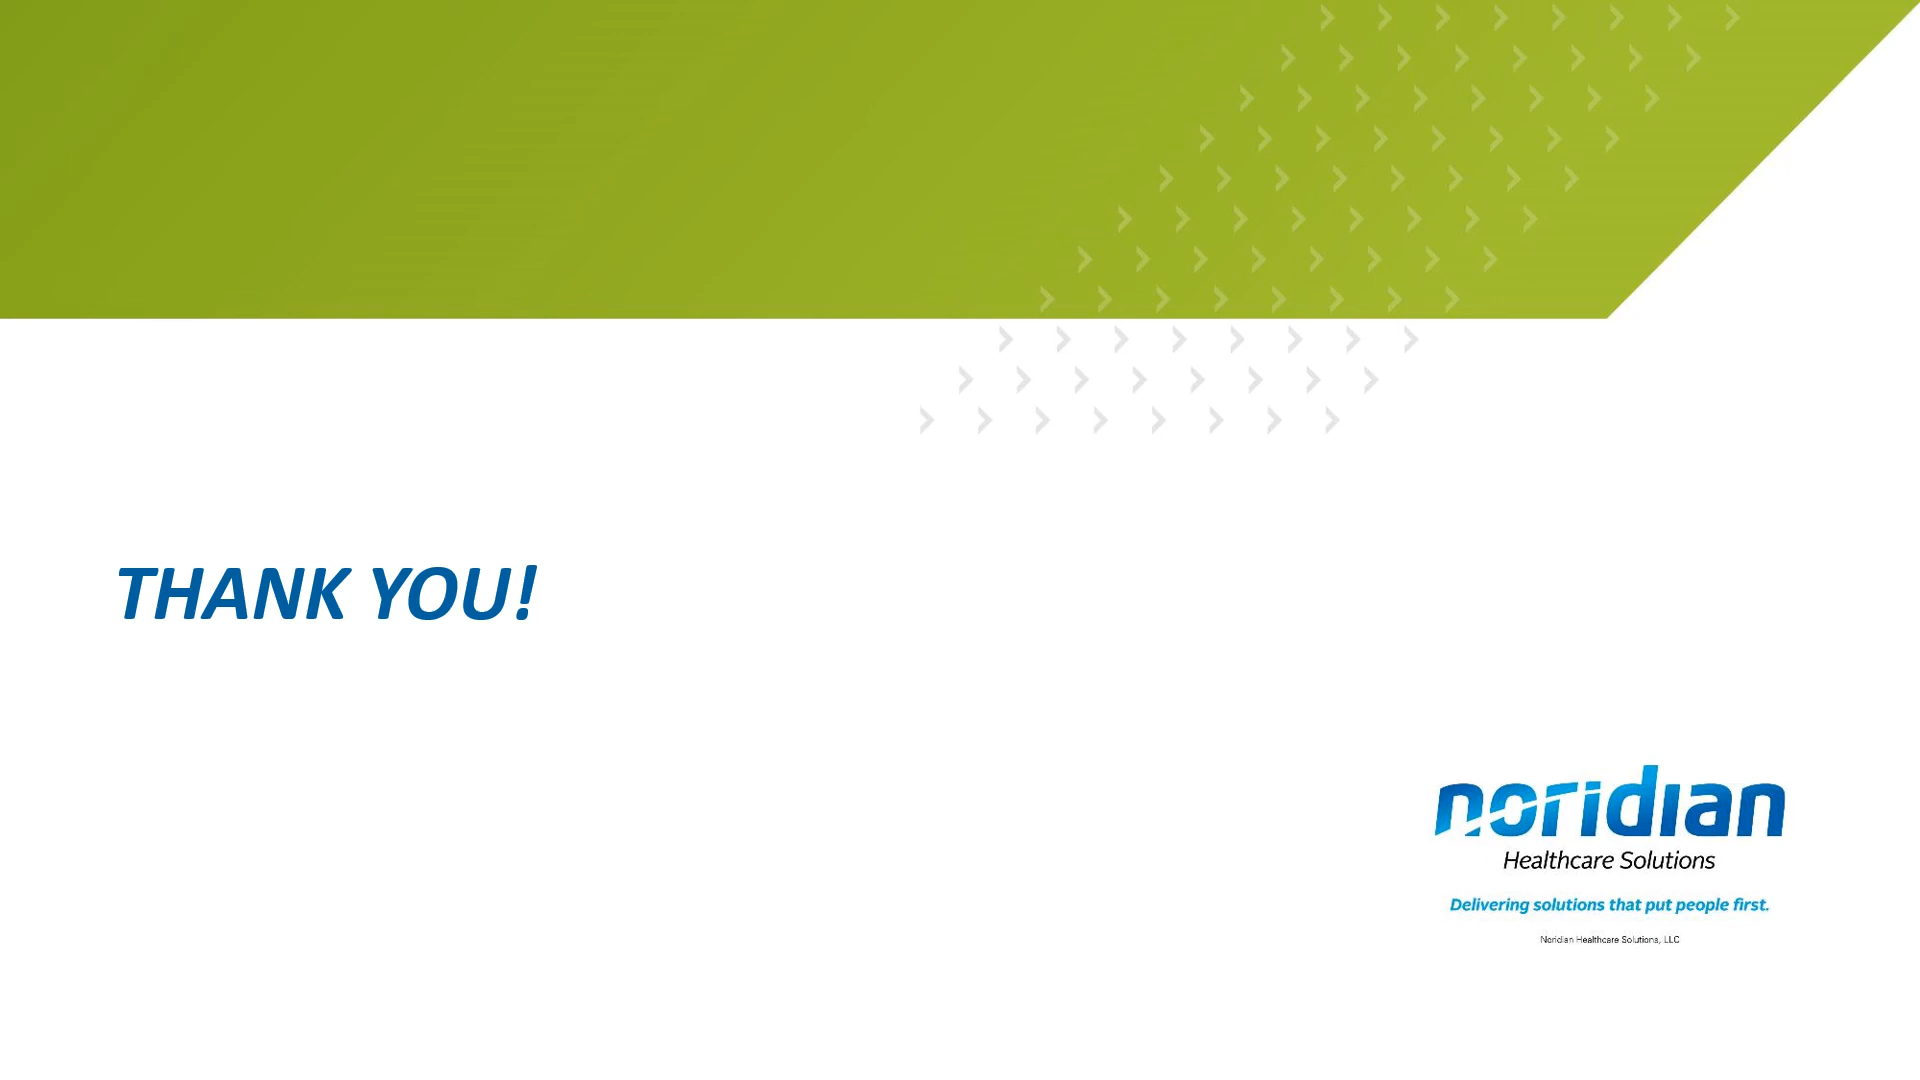 THANK YOU!
noridian
Healthcare Solutions
Delivering solutions that put people first.
Noridian Healthcare Solutions, LLC